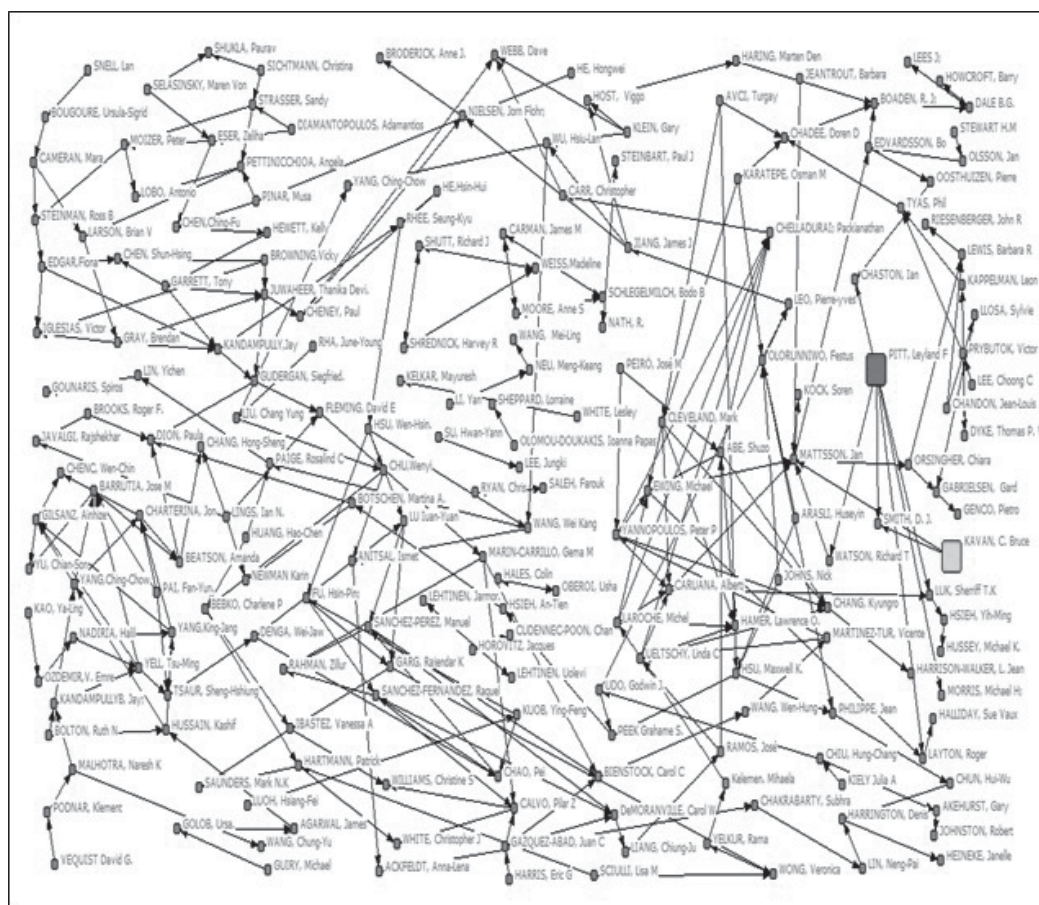 BRODERICK, Anne J.
WEBB, Dave
SHUKLA, Paurav
SNELL, Lan
SICHTMANN, Christina
HE, Hongwei
HARING, Marten Den
LEES J;
JEANTROUT, Barbara
HOWCROFT, Barry
SELASINSKY, Maren Von
STRASSER, Sandy
HOST, Viggo
AVCI, Turgay
BOADEN, R. J;
DALE B.G.
BOUGOURE, Ursula-Sigrid
NIELSEN, Jorn Flohr;
DIAMANTOPOULOS, Adamantios
KLEIN, Gary
CHADEE, Doren D
STEWART H.M
MOIZER, Peter
ESER, Zeliha
WU, Hsiu-Lan
EDVARDSSON, Bo
OLSSON, Jan
CAMERAN, Mara
PETTINICCHIOA, Angela
STEINBART, Paul J
KARATEPE, Osman M
OOSTHUIZEN, Pierre
LOBO, Antonio
PINAR, Musa
YANG, Ching-Chow
HE,Hsin-Hui
CARR, Christopher
TYAS, Phil
STEINMAN, Ross B
LARSON, Brian V
CHEN,Ching-Fu
HEWETT, Kelly
RHEE, Seung-Kyu
CARMAN, James M
CHELLADURAI; Packianathan
RIESENBERGER, John R
SHUTT, Richard J
JIANG, James J
LEWIS, Barbara R
EDGAR,Fiona
CHEN, Shun-Hsing
BROWNING,Vicky
WEISS,Madeline
CHASTON, Ian
KAPPELMAN, Leon
GARRETT, Tony
JUWAHEER, Thanika Devi.
SCHLEGELMILCH, Bodo B
LEO, Pierre-yves
CHENEY, Paul
MOORE, Anne S
LLOSA, Sylvie
IGLESIAS, Victor
GRAY, Brendan
KANDAMPULLY,Jay
RHA, June-Young
SHREDNICK, Harvey R
WANG, Mei-Ling
NATH, R.
OLORUNNIWO, Festus
PITT, Leyland F
PRYBUTOK, Victor
PEIRO, José M
NEU, Meng-Keang
LIN, Yichen
GUDERGAN, Siegfried.
KELKAR, Mayuresh
LEE, Choong C
GOUNARIS, Spiros
KOCK, Soren
LI, Yan
SHEPPARD, Lorraine
WHITE, Lesley
CHANDON, Jean-Louis
BROOKS, Roger F.
LIU, Chang Yung
FLEMING, David E
CLEVELAND, Mark
JAVALGI, Rajshekhar
DION, Paula
CHANG, Hong-Sheng
HSU, Wen-Hsin.
SU, Hwan-Yann
OLOMOU-DOUKAKIS, Ioanna Papas
ABE, Shuzo
MATTSSON, Jan
ORSINGHER, Chiara
CHENG, Wen-Chin
BARRUTIA, Jose M
PAIGE, Rosalind C
CHU,Wenyi
LEE, Jungki
RYAN, Chris
SALEH, Farouk
EWING, Michael
GABRIELSEN, Gard
GENCO, Pietro
GILSANZ, Ainhize
CHARTERINA, Jon
LINGS, Ian N.
BOTSCHEN, Martina A.
LU Iuan-Yuan
WANG, Wei Kang
YANNOPOULOS, Peter P
ARASLI, Huseyin
SMITH, D. J.
HUANG, Hao-Chen
KAVAN, C. Bruce
BEATSON, Amanda
ANITSAL, Ismet
MARIN-CARRILLO, Gema M
WATSON, Richard T
YANG,Ching-Chow
PAI, Fan-Yun.
NEWMAN Karin
HALES, Colin
OBEROI, Usha
CARUANA, Albert
JOHNS, Nick
LUK, Sherriff T.K
KAO, Ya-Ling
BEBKO, Charlene P
FU, Hsin-Pin;
LEHTINEN, Jarmor.
HSIEH, An-Tien
LAROCHE, Michel
CHANG, Kyungro
HSIEH, Yih-Ming
NADIRIA, Halil
YANG,King-Jang
DENGA, Wei-Jaw
SANCHEZ-PEREZ, Manuel
CUDENNEC-POON, Chan
HAMER, Lawrence O.
MARTINEZ-TUR, Vicente
HUSSEY, Michael K.
HOROVITZ, Jacques
UELTSCHY, Linda C
OZDEMIR,V. Emre
YELL, Tsu-Ming
RAHMAN, Zillur
GARG, Rajendar K
LEHTINEN, Uolevi
HSU, Maxwell K.
HARRISON-WALKER, L. Jean
KANDAMPULLYB, Jay;
TSAUR, Sheng-Hshiung
SANCHEZ-FERNANDEZ, Raquel
UDO, Godwin J.
MORRIS, Michael H;
BOLTON, Ruth N
HUSSAIN, Kashif
IBASTEZ, Vanessa A
KUOB, Ying-Feng
WANG, Wen-Hung
PHILIPPE, Jean
HALLIDAY, Sue Vaux
PEEK Grahame S.
MALHOTRA, Naresh K
HARTMANN, Patrick
RAMOS, José
CHIU, Hung-Chang
LAYTON, Roger
SAUNDERS, Mark N.K
WILLIAMS, Christine S
CHAO, Pei
BIENSTOCK, Carol C
Kelemen, Mihaela
KIELY Julia A
CHUN, Hui-Wu
PODNAR, Klement
LUOH, Hsiang-Fei
CALVO, Pilar Z
DeMORANVILLE, Carol W
CHAKRABARTY, Subhra
AKEHURST, Gary
HARRINGTON, Denis
GOLOB, Ursa.
AGARWAL, James
WANG, Chung-Yu
WHITE, Christopher J
GAZQUEZ-ABAD, Juan C
YELKUR, Rama
JOHNSTON, Robert
LIANG, Chiung-Ju
HEINEKE, Janelle
VEQUIST David G.
GUIRY, Michael
ACKFELDT, Anna-Lena
HARRIS, Eric G
SCIULLI, Lisa M
WONG, Veronica
LIN, Neng-Pai